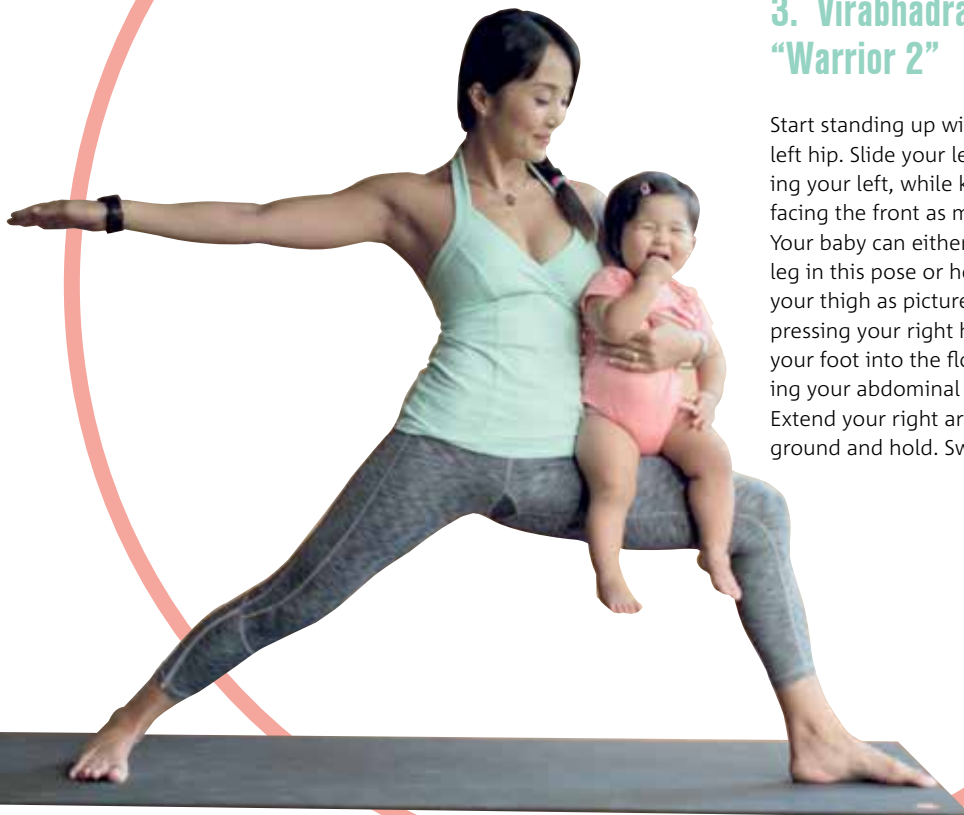 3. Virabhadra
“Warrior 2”
Start standing up wi
left hip. Slide your le
ing your left, while k
facing the front as m
Your baby can either
leg in this pose or ho
your thigh as picture
pressing your right h
your foot into the flo
ing your abdominal
Extend your right ar
ground and hold. Sw